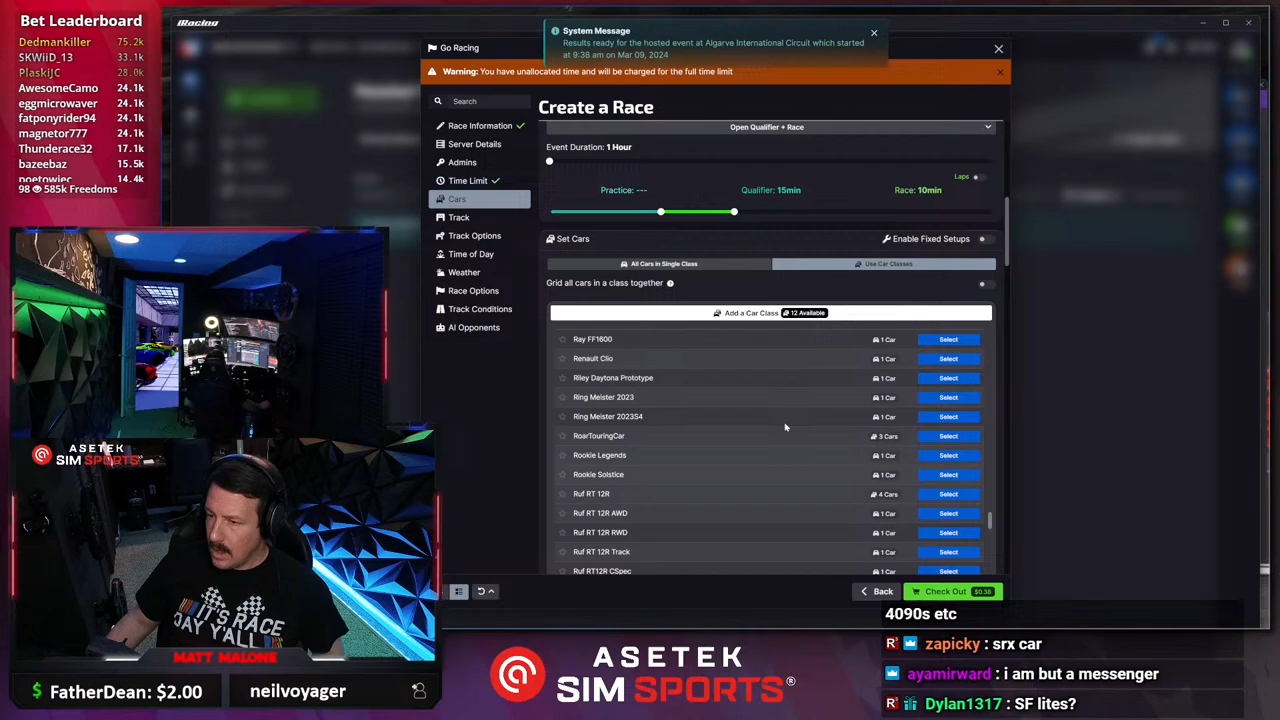 Bet Leaderboard
Dedmankiller 75.2k
SKWiiD_13 33.1k
PlaskiJC 28.0k
AwesomeCamo 24.1k
eggmicrowaver 24.1k
fatponyrider94 24.1k
magnetor777 24.1k
Thunderace32 17.1k
bazeebaz 15.5k
poetowiec 14.4k
98 585k Freedoms
iRacing
Go Racing
System Message
Results ready for the hosted event at Algarve International Circuit which started
at 9:38 am on Mar 09, 2024
Warning: You have unallocated time and will be charged for the full time limit
Search
Race Information
Server Details
Admins
Time Limit
Cars
Track
Track Options
Time of Day
Weather
Race Options
Track Conditions
AI Opponents
Create a Race
Open Qualifier + Race
Event Duration: 1 Hour
Laps
Practice: --- Qualifier: 15min Race: 10min
Set Cars Enable Fixed Setups
All Cars in Single Class Use Car Classes
Grid all cars in a class together
Add a Car Class 12 Available
Ray FF1600 1 Car Select
Renault Clio 1 Car Select
Riley Daytona Prototype 1 Car Select
Ring Meister 2023 1 Car Select
Ring Meister 2023S4 1 Car Select
RoarTouringCar 3 Cars Select
Rookie Legends 1 Car Select
Rookie Solstice 1 Car Select
Ruf RT 12R 4 Cars Select
Ruf RT 12R AWD 1 Car Select
Ruf RT 12R RWD 1 Car Select
Ruf RT 12R Track 1 Car Select
Ruf RT12R CSpec 1 Car Select
Back Check Out $0.38
ASETEK
SIM SPORTS
IT'S RACE
DAY Y'ALL
MATT MALONE
$ FatherDean: $2.00 neilvoyager
ASETEK
SIM SPORTS®
4090s etc
zapicky : srx car
ayamirward : i am but a messenger
Dylan1317 : SF lites?